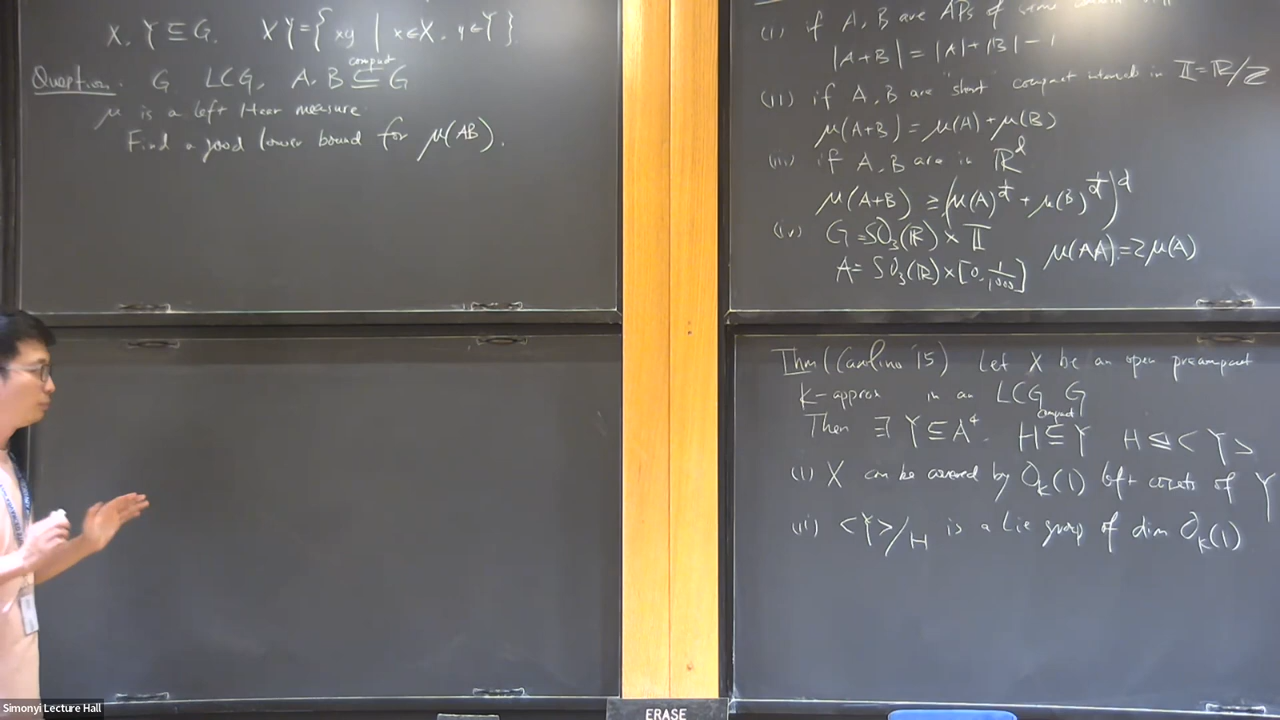 X, Y ⊆ G. XY = { xy | x∈X, y∈Y }.
Question. G LCG, A, B ⊆ G
compact
μ is a left Haar measure
Find a good lower bound for μ(AB).
(i) if A, B are APs of same common
|A+B| = |A|+|B|-1
(ii) if A, B are "short" compact intervals in 𝕋=ℝ/ℤ
μ(A+B) = μ(A)+μ(B)
(iii) if A, B are in ℝ^d
μ(A+B) ≥ (μ(A)^{1/d} + μ(B)^{1/d})^d
(iv) G = SO₃(ℝ) × 𝕋
A = SO₃(ℝ) × [0, 1/1000] μ(AA) = 2μ(A)
Thm (Carolino '15) Let X be an open precompact
K-approx in an LCG G
Then ∃ Y ⊆ A⁴. H ⊆ Y H ⊴ < Y >
compact
(i) X can be covered by O_K(1) left cosets of Y
(ii) <Y>/H is a Lie group of dim O_K(1)
Simonyi Lecture Hall
ERASE